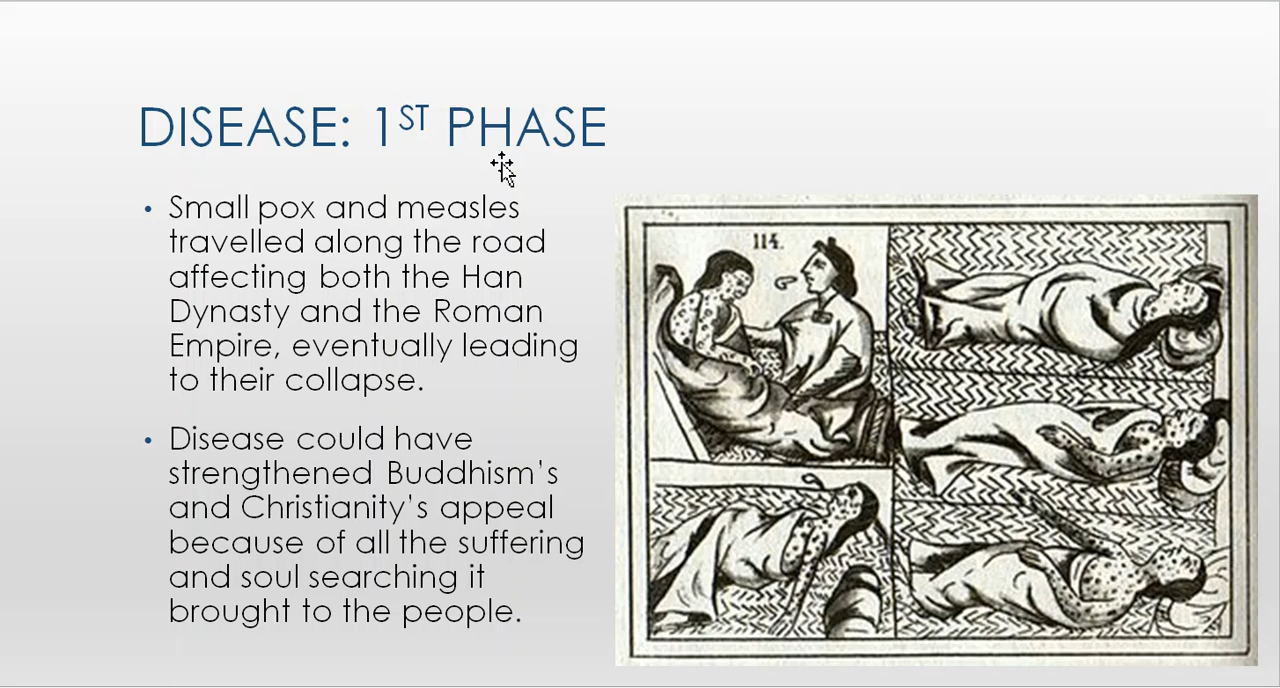 DISEASE: 1ST PHASE
• Small pox and measles
travelled along the road
affecting both the Han
Dynasty and the Roman
Empire, eventually leading
to their collapse.
• Disease could have
strengthened Buddhism's
and Christianity's appeal
because of all the suffering
and soul searching it
brought to the people.
114.